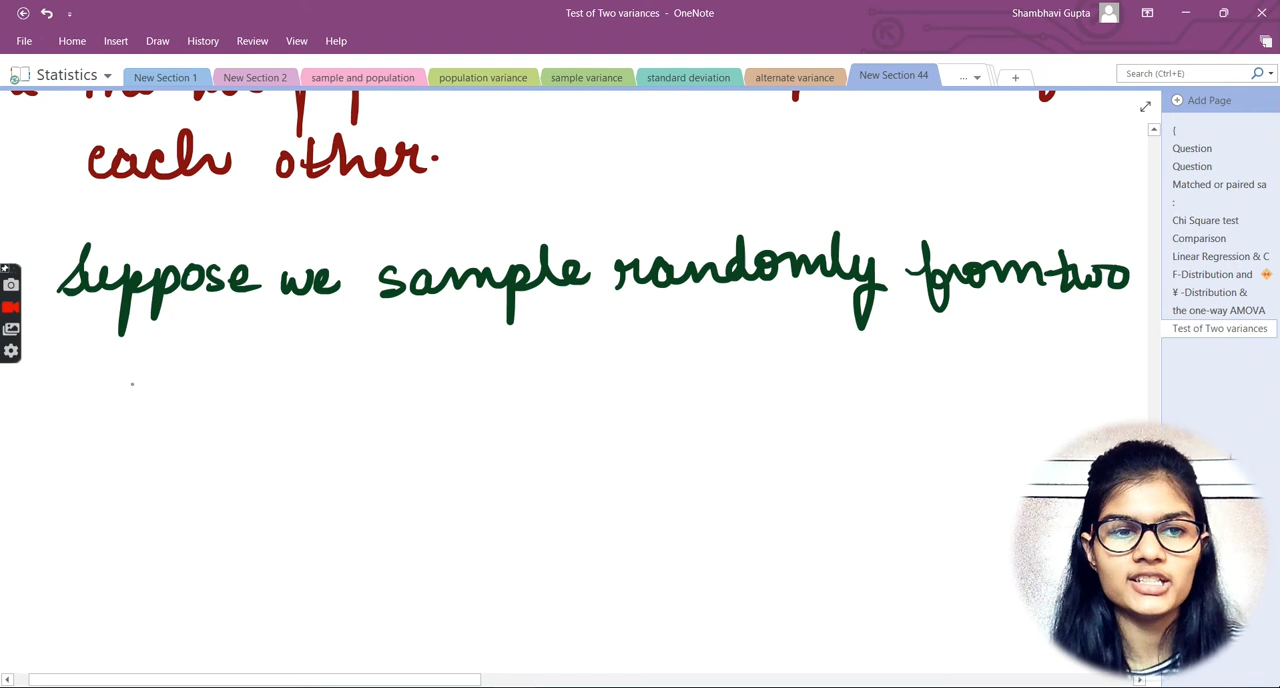 Test of Two variances - OneNote
Shambhavi Gupta
File Home Insert Draw History Review View Help
Statistics
New Section 1
New Section 2
sample and population
population variance
sample variance
standard deviation
alternate variance
New Section 44
...
+
Search (Ctrl+E)
Add Page
each other.
Suppose we sample randomly from two
{
Question
Question
Matched or paired sa
:
Chi Square test
Comparison
Linear Regression & C
F-Distribution and
¥ -Distribution &
the one-way AMOVA
Test of Two variances